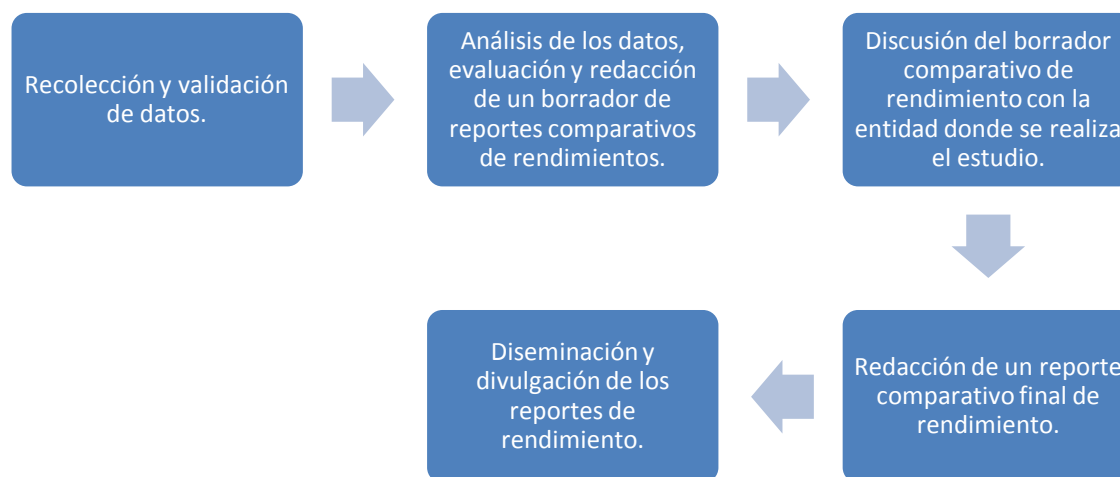 Recolección y validación
de datos.
Análisis de los datos,
evaluación y redacción
de un borrador de
reportes comparativos
de rendimientos.
Discusión del borrador
comparativo de
rendimiento con la
entidad donde se realiza
el estudio.
Redacción de un reporte
comparativo final de
rendimiento.
Diseminación y
divulgación de los
reportes de
rendimiento.